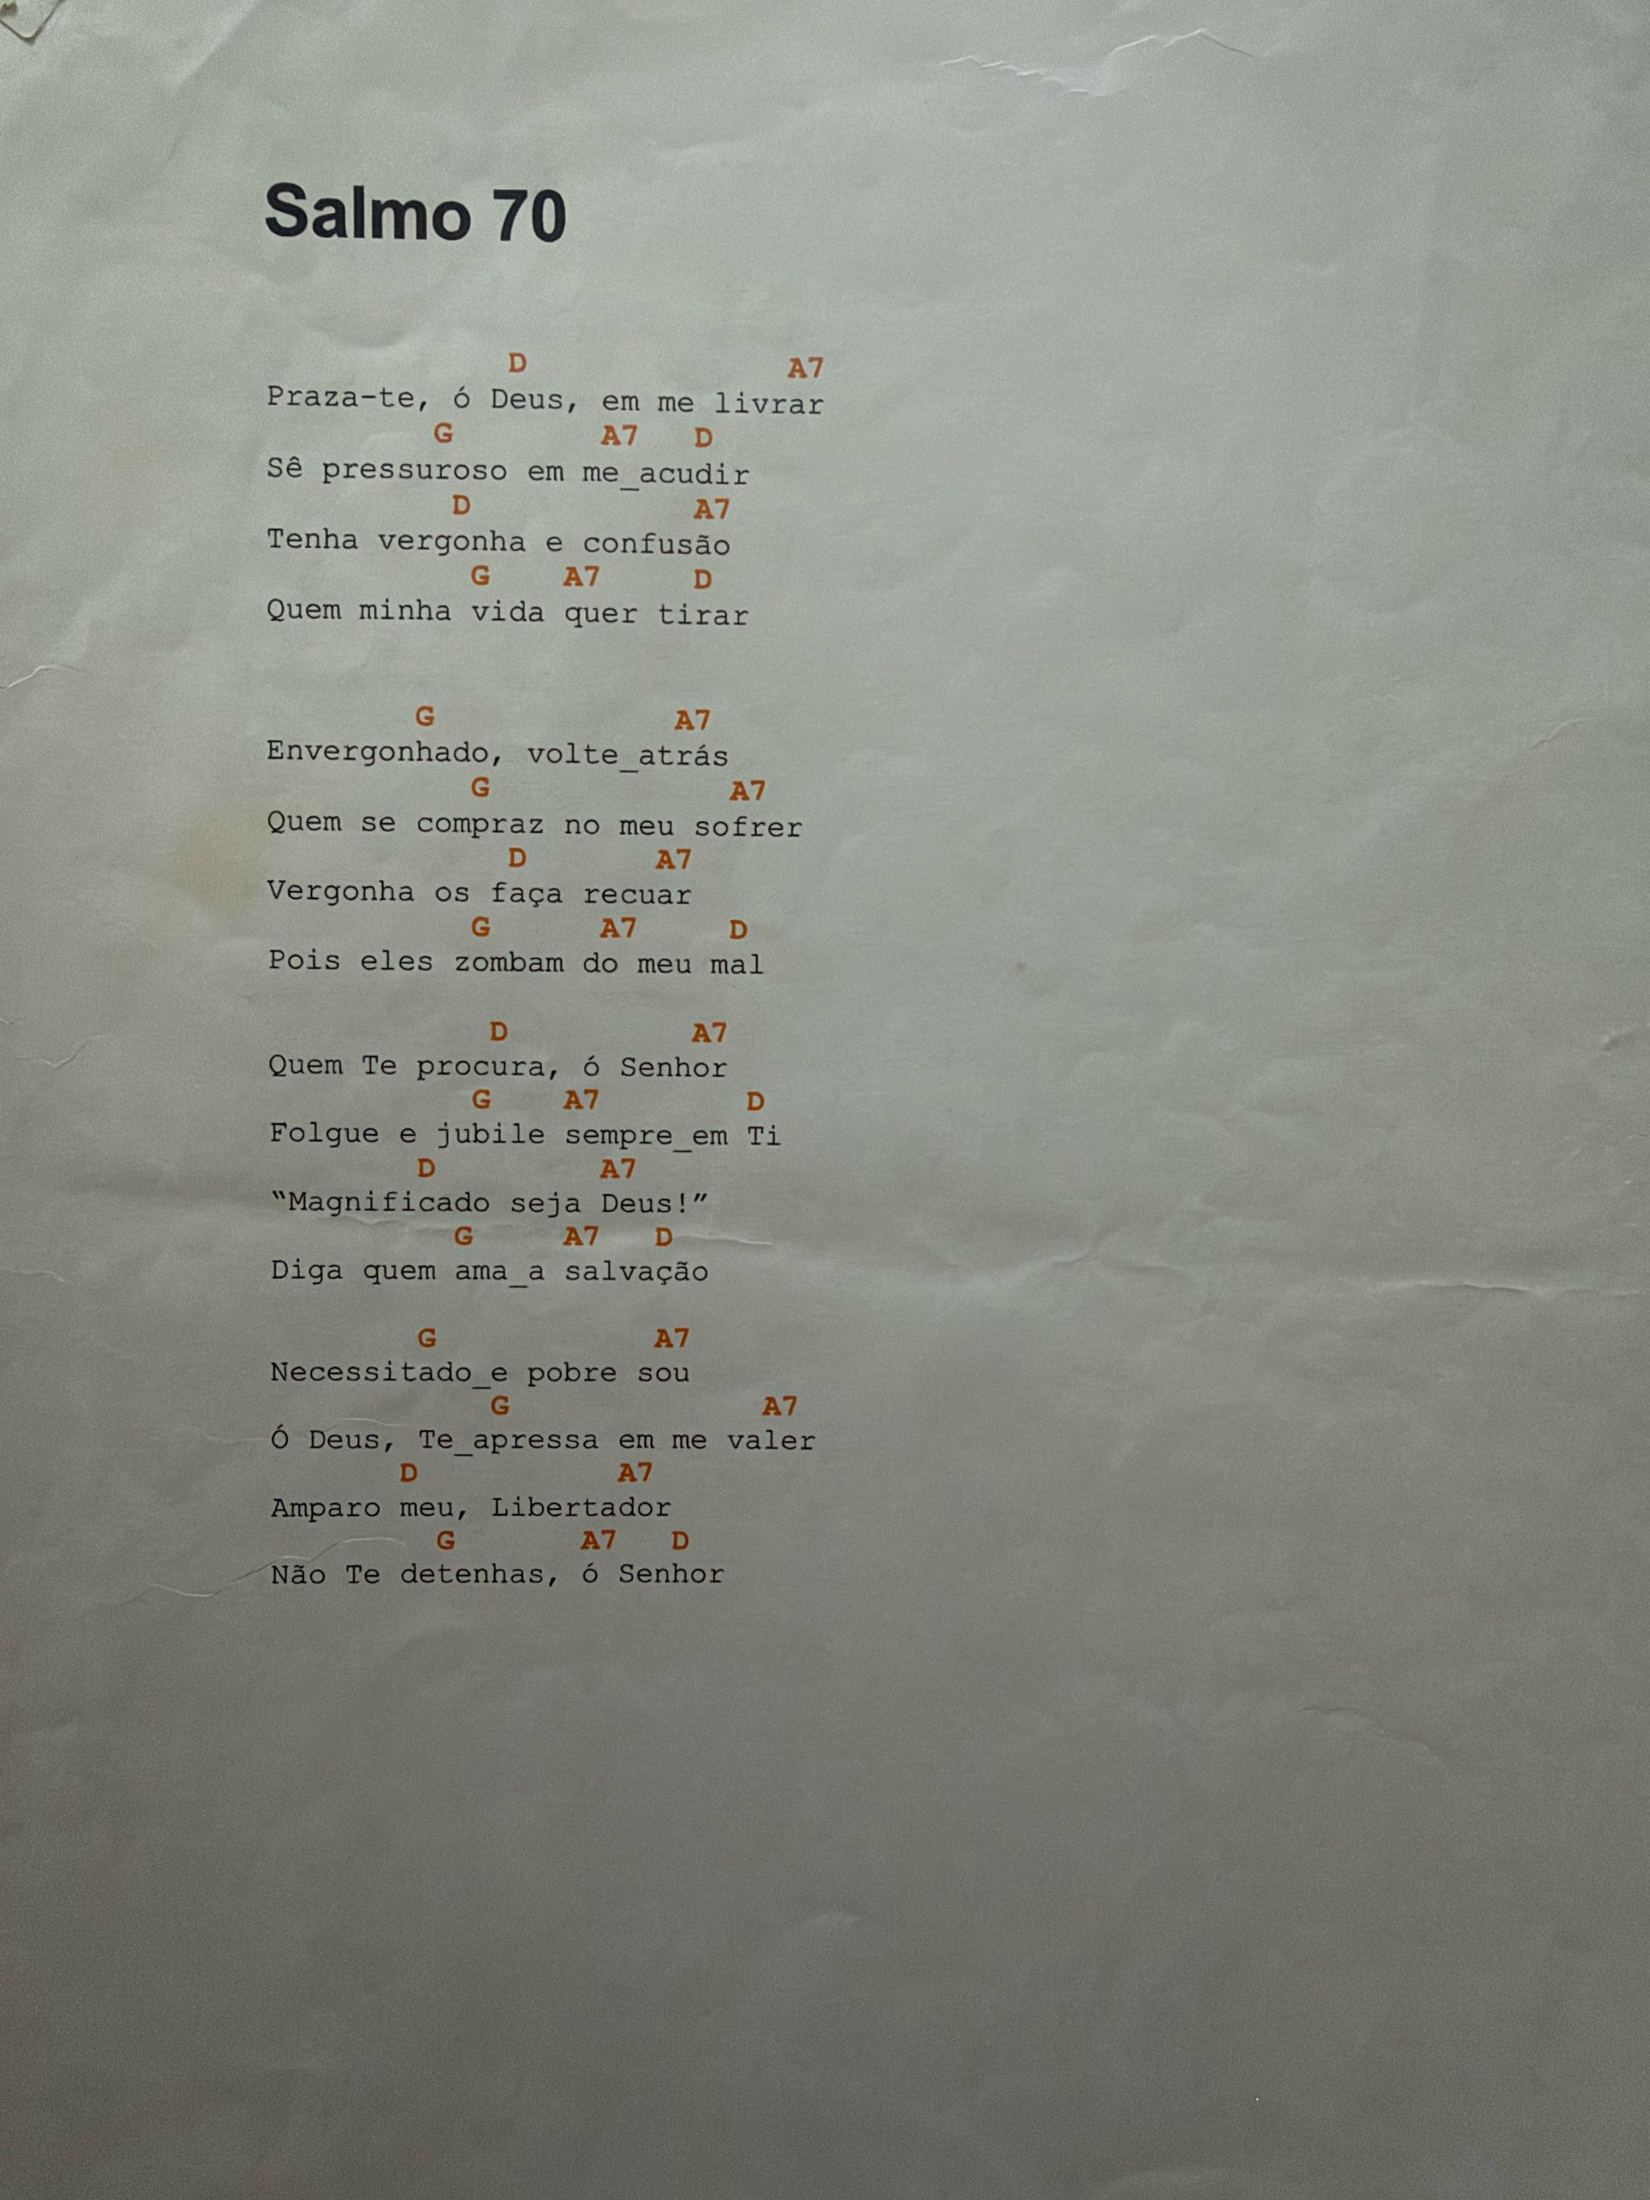 Salmo 70
D A7
Praza-te, ó Deus, em me livrar
G A7 D
Sê pressuroso em me_acudir
D A7
Tenha vergonha e confusão
G A7 D
Quem minha vida quer tirar
G A7
Envergonhado, volte_atrás
G A7
Quem se compraz no meu sofrer
D A7
Vergonha os faça recuar
G A7 D
Pois eles zombam do meu mal
D A7
Quem Te procura, ó Senhor
G A7 D
Folgue e jubile sempre_em Ti
D A7
“Magnificado seja Deus!”
G A7 D
Diga quem ama_a salvação
G A7
Necessitado_e pobre sou
G A7
Ó Deus, Te_apressa em me valer
D A7
Amparo meu, Libertador
G A7 D
Não Te detenhas, ó Senhor